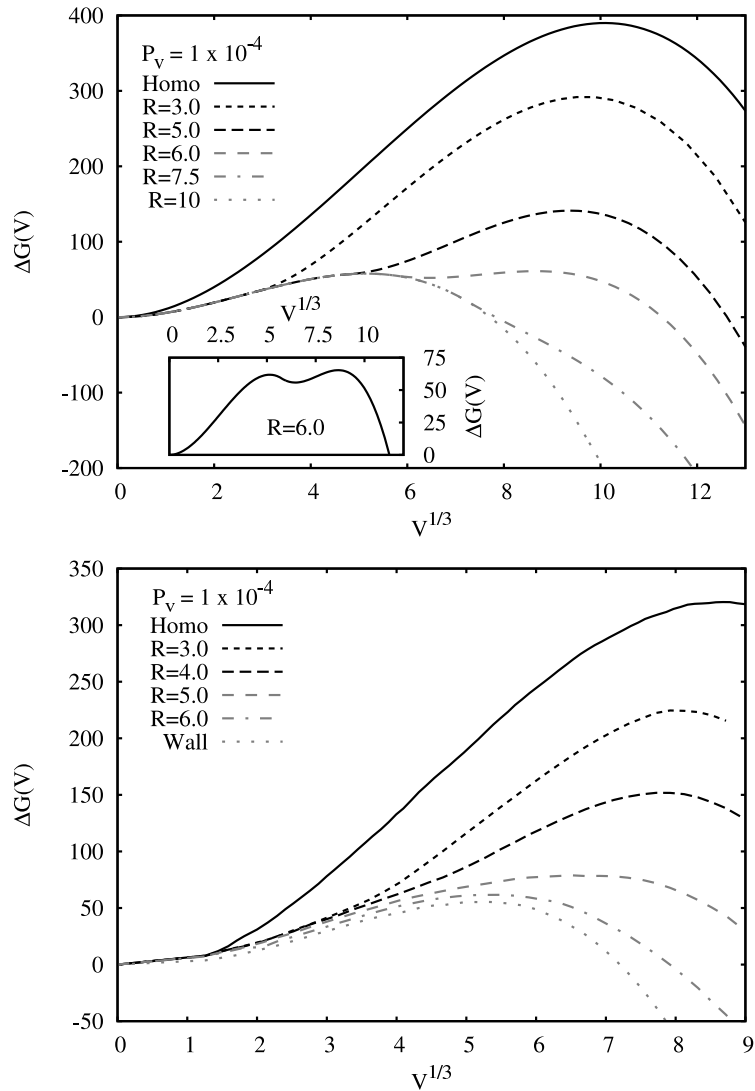 400
300
200
100
0
-100
-200
ΔG(V)
P_v = 1 x 10^-4
Homo
R=3.0
R=5.0
R=6.0
R=7.5
R=10
V^1/3
0 2.5 5 7.5 10
75
50
25
0
ΔG(V)
R=6.0
0 2 4 6 8 10 12
V^1/3
350
300
250
200
150
100
50
0
-50
ΔG(V)
P_v = 1 x 10^-4
Homo
R=3.0
R=4.0
R=5.0
R=6.0
Wall
0 1 2 3 4 5 6 7 8 9
V^1/3